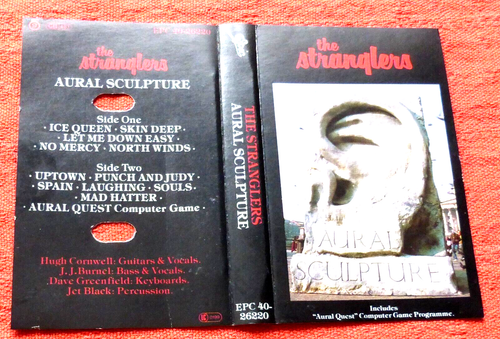 EPC 40-26220
the
stranglers
AURAL SCULPTURE
Side One
· ICE QUEEN · SKIN DEEP ·
· LET ME DOWN EASY ·
· NO MERCY · NORTH WINDS ·
Side Two
· UPTOWN · PUNCH AND JUDY ·
· SPAIN · LAUGHING · SOULS ·
· MAD HATTER ·
· AURAL QUEST Computer Game ·
Hugh Cornwell: Guitars & Vocals.
J.J. Burnel: Bass & Vocals.
Dave Greenfield: Keyboards.
Jet Black: Percussion.
THE STRANGLERS
AURAL SCULPTURE
EPC 40-
26220
the
stranglers
AURAL
SCULPTURE
Includes
"Aural Quest" Computer Game Programme.